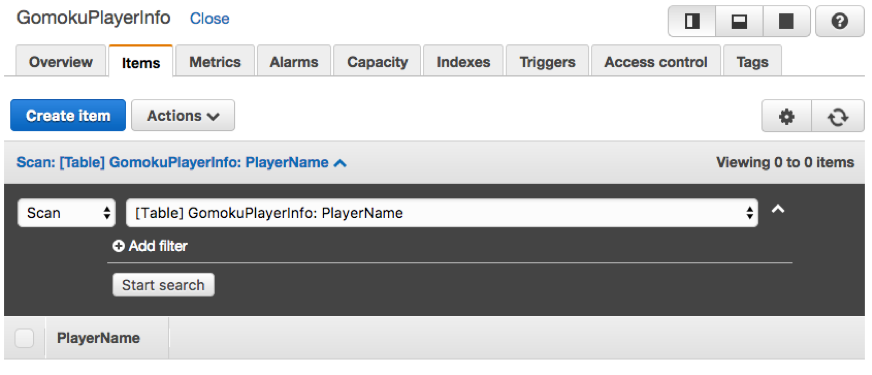 GomokuPlayerInfo Close
Overview Items Metrics Alarms Capacity Indexes Triggers Access control Tags
Create item Actions
Scan: [Table] GomokuPlayerInfo: PlayerName Viewing 0 to 0 items
Scan [Table] GomokuPlayerInfo: PlayerName
Add filter
Start search
PlayerName